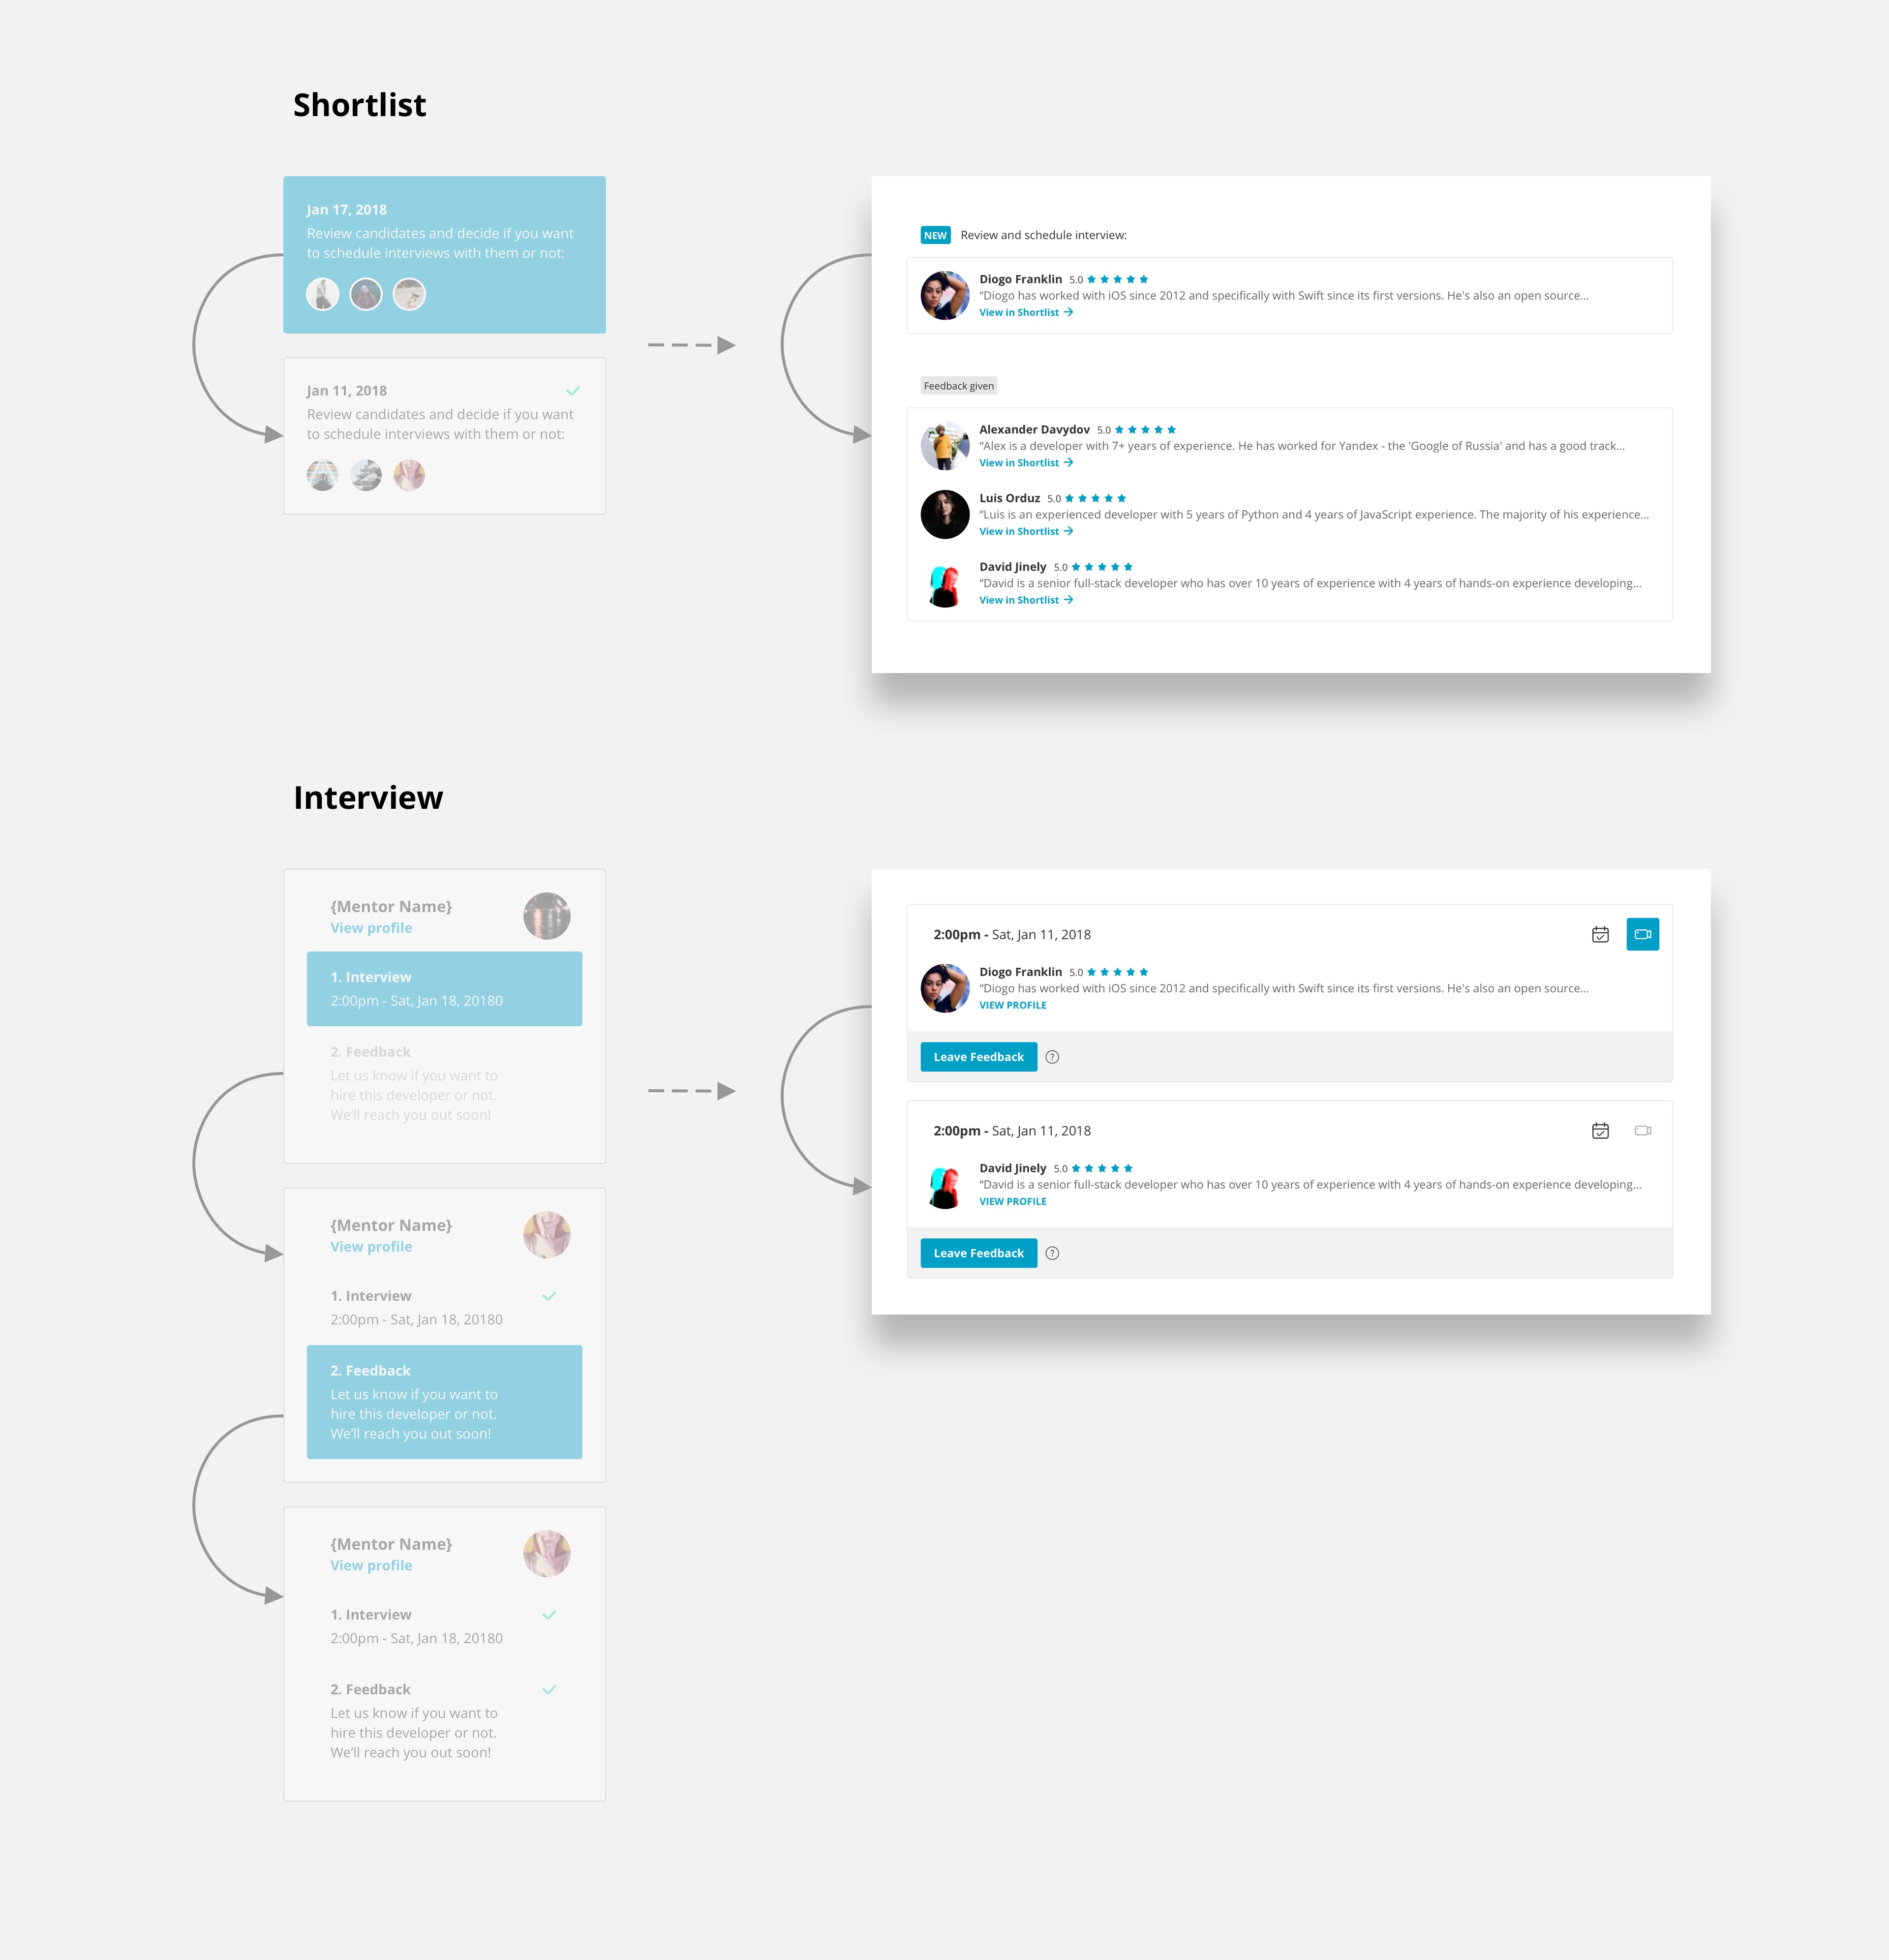 Shortlist
Jan 17, 2018
Review candidates and decide if you want
to schedule interviews with them or not:
Jan 11, 2018
Review candidates and decide if you want
to schedule interviews with them or not:
NEW Review and schedule interview:
Diogo Franklin 5.0
“Diogo has worked with iOS since 2012 and specifically with Swift since its first versions. He's also an open source...
View in Shortlist
Feedback given
Alexander Davydov 5.0
“Alex is a developer with 7+ years of experience. He has worked for Yandex - the 'Google of Russia' and has a good track...
View in Shortlist
Luis Orduz 5.0
“Luis is an experienced developer with 5 years of Python and 4 years of JavaScript experience. The majority of his experience...
View in Shortlist
David Jinely 5.0
“David is a senior full-stack developer who has over 10 years of experience with 4 years of hands-on experience developing...
View in Shortlist
Interview
{Mentor Name}
View profile
1. Interview
2:00pm - Sat, Jan 18, 20180
2. Feedback
Let us know if you want to
hire this developer or not.
We’ll reach you out soon!
{Mentor Name}
View profile
1. Interview
2:00pm - Sat, Jan 18, 20180
2. Feedback
Let us know if you want to
hire this developer or not.
We’ll reach you out soon!
{Mentor Name}
View profile
1. Interview
2:00pm - Sat, Jan 18, 20180
2. Feedback
Let us know if you want to
hire this developer or not.
We’ll reach you out soon!
2:00pm - Sat, Jan 11, 2018
Diogo Franklin 5.0
“Diogo has worked with iOS since 2012 and specifically with Swift since its first versions. He's also an open source...
VIEW PROFILE
Leave Feedback ?
2:00pm - Sat, Jan 11, 2018
David Jinely 5.0
“David is a senior full-stack developer who has over 10 years of experience with 4 years of hands-on experience developing...
VIEW PROFILE
Leave Feedback ?